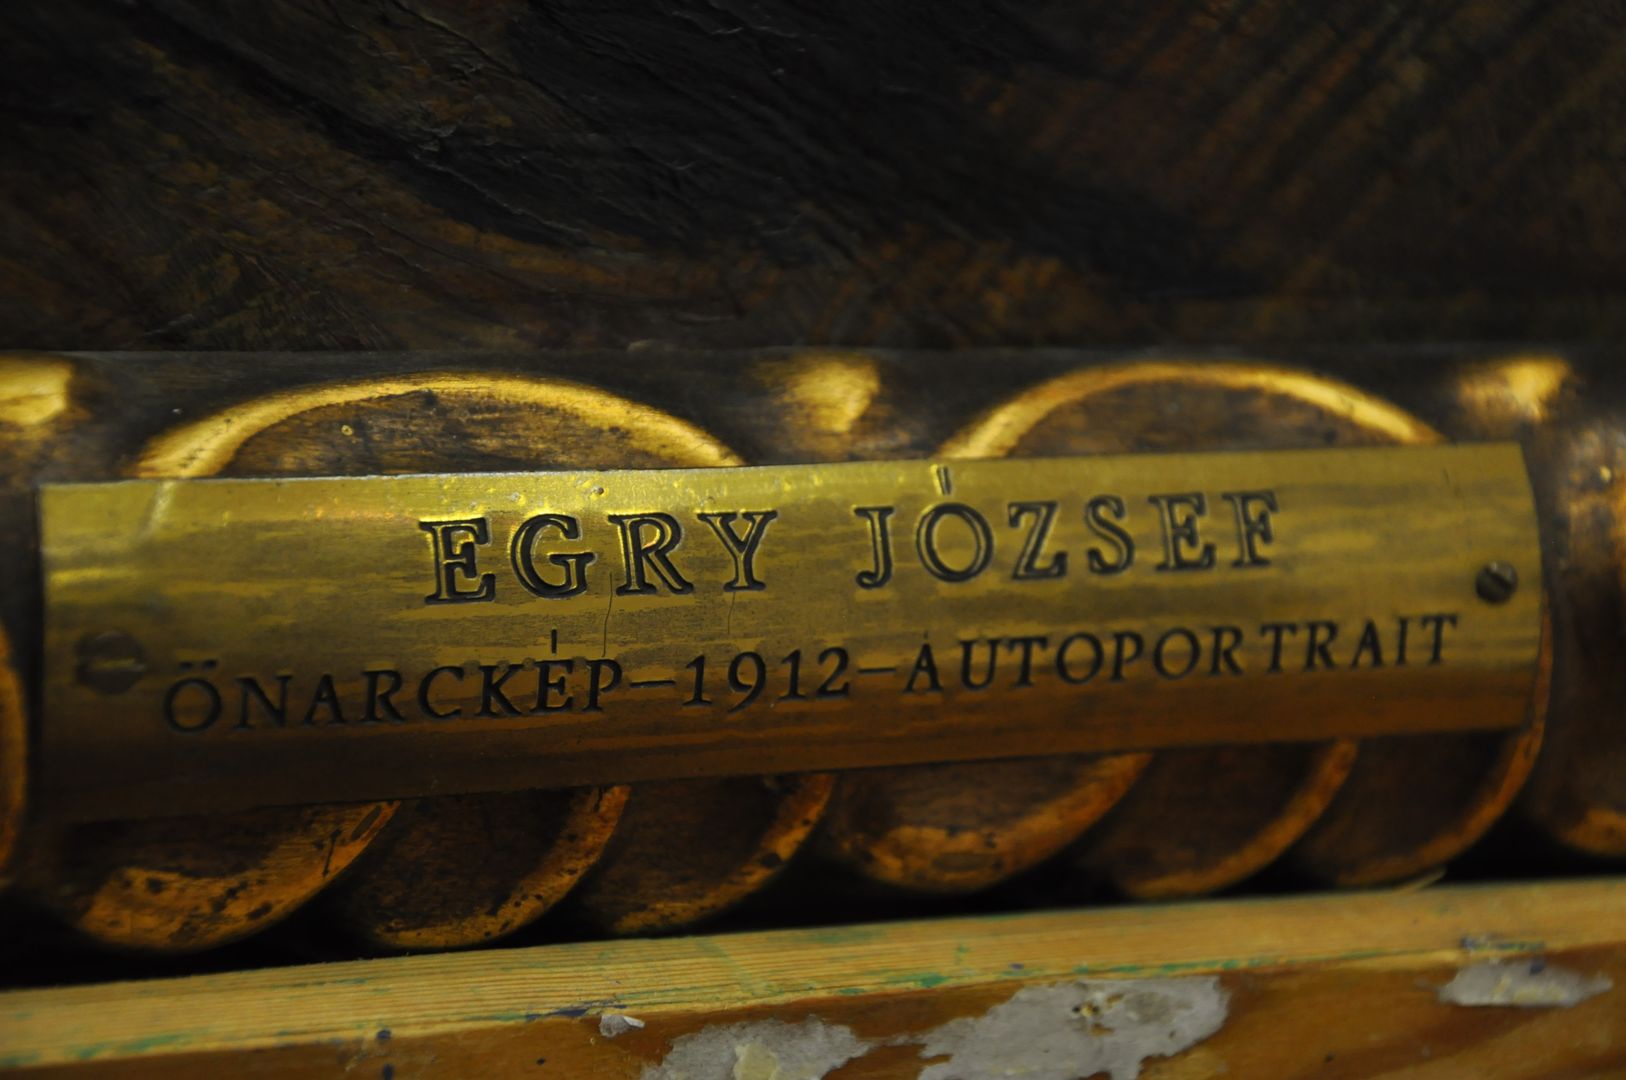 EGRY JÓZSEF
ÖNARCKÉP–1912–AUTOPORTRAIT